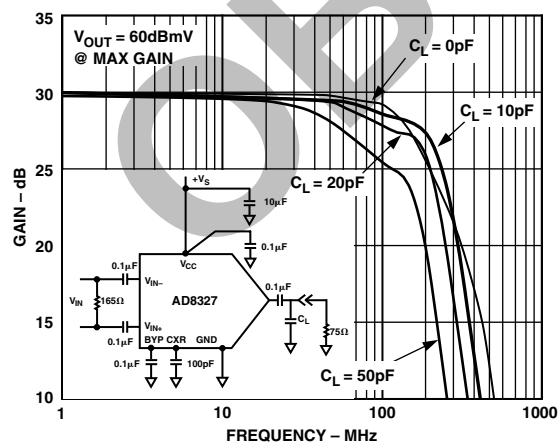 V_OUT = 60dBmV
@ MAX GAIN
C_L = 0pF
C_L = 10pF
C_L = 20pF
C_L = 50pF
+V_S
10μF
0.1μF
V_CC
0.1μF
V_IN–
V_IN
165Ω
AD8327
0.1μF
V_IN+
0.1μF
BYP CXR GND
0.1μF
100pF
C_L
75Ω
GAIN – dB
35
30
25
20
15
10
1
10
100
1000
FREQUENCY – MHz